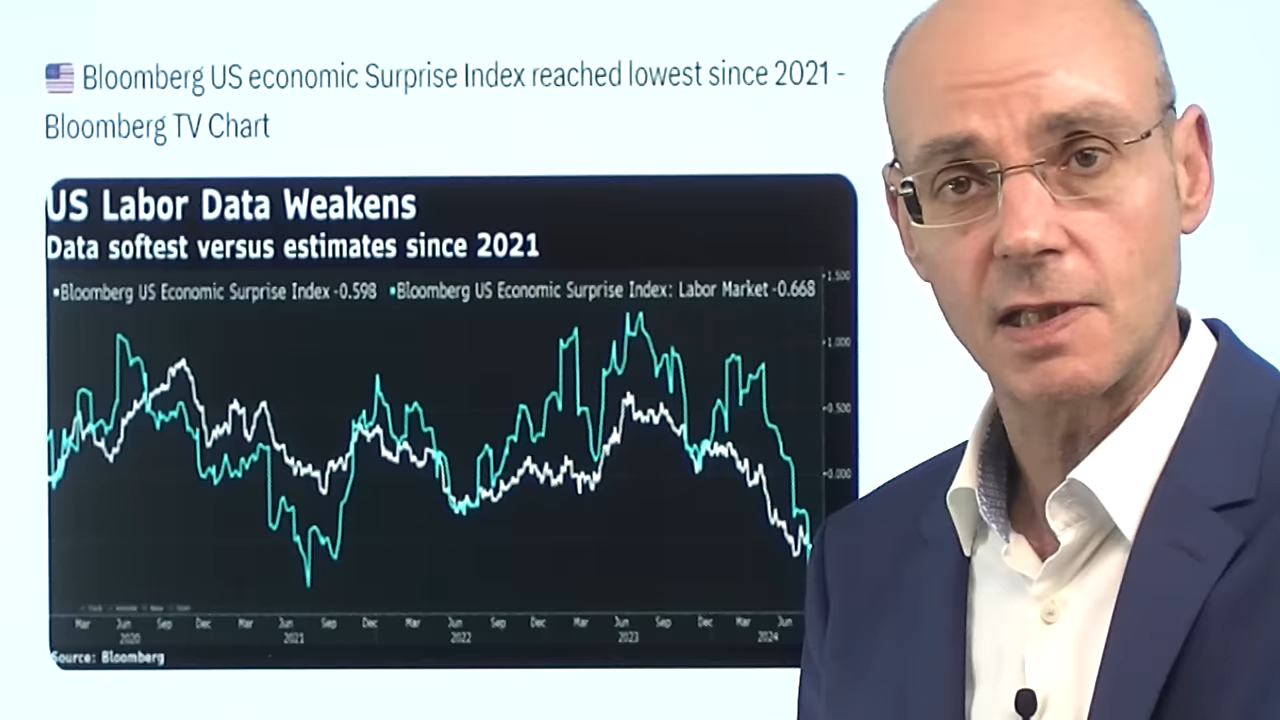 Bloomberg US economic Surprise Index reached lowest since 2021 -
Bloomberg TV Chart
US Labor Data Weakens
Data softest versus estimates since 2021
Bloomberg US Economic Surprise Index -0.598 Bloomberg US Economic Surprise Index: Labor Market -0.668
1.500
1.000
0.500
0.000
Mar Jun Sep Dec Mar Jun Sep Dec Mar Jun Sep Dec Mar Jun Sep Dec Mar Jun
2020 2021 2022 2023 2024
Source: Bloomberg